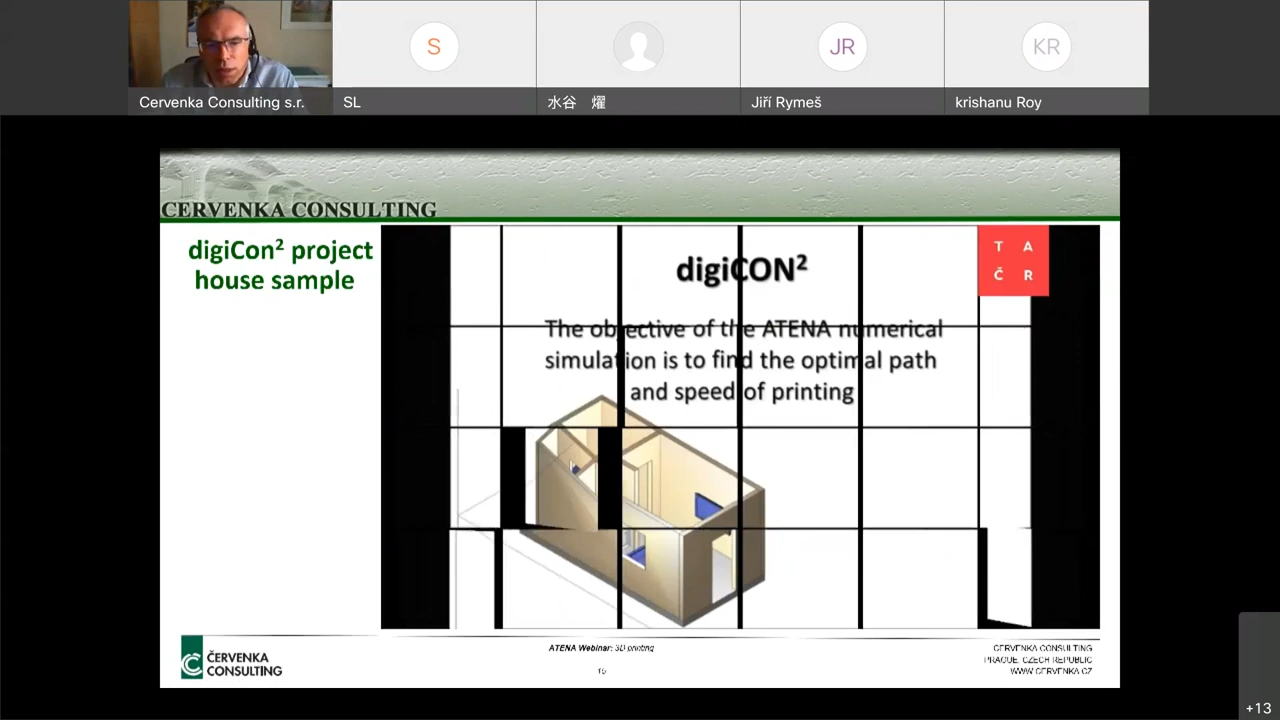 S
JR
KR
Cervenka Consulting s.r.
SL
水谷 燿
Jiří Rymeš
krishanu Roy
CERVENKA CONSULTING
digiCon² project
house sample
digiCON²
T A
Č R
The objective of the ATENA numerical
simulation is to find the optimal path
and speed of printing
ČERVENKA
CONSULTING
ATENA Webinar: 3D printing
15
CERVENKA CONSULTING
PRAGUE, CZECH REPUBLIC
WWW.CERVENKA.CZ
+13